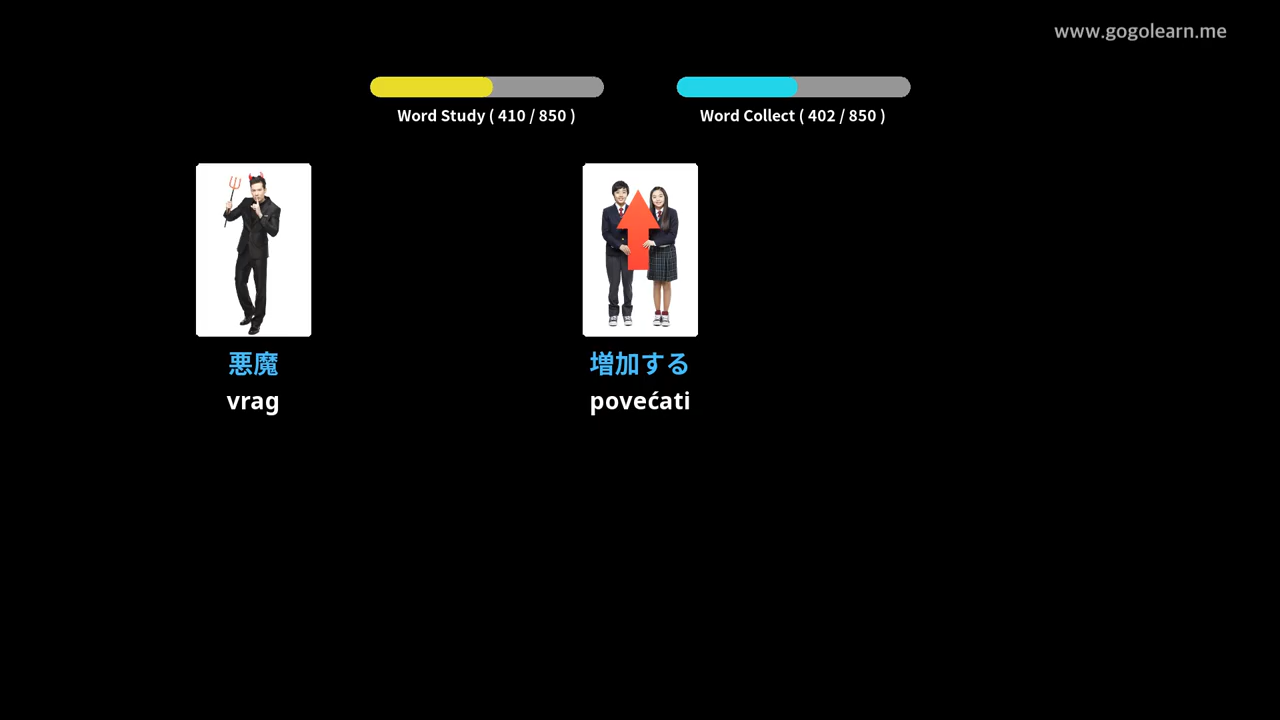 www.gogolearn.me
Word Study ( 410 / 850 )
Word Collect ( 402 / 850 )
悪魔
vrag
増加する
povećati